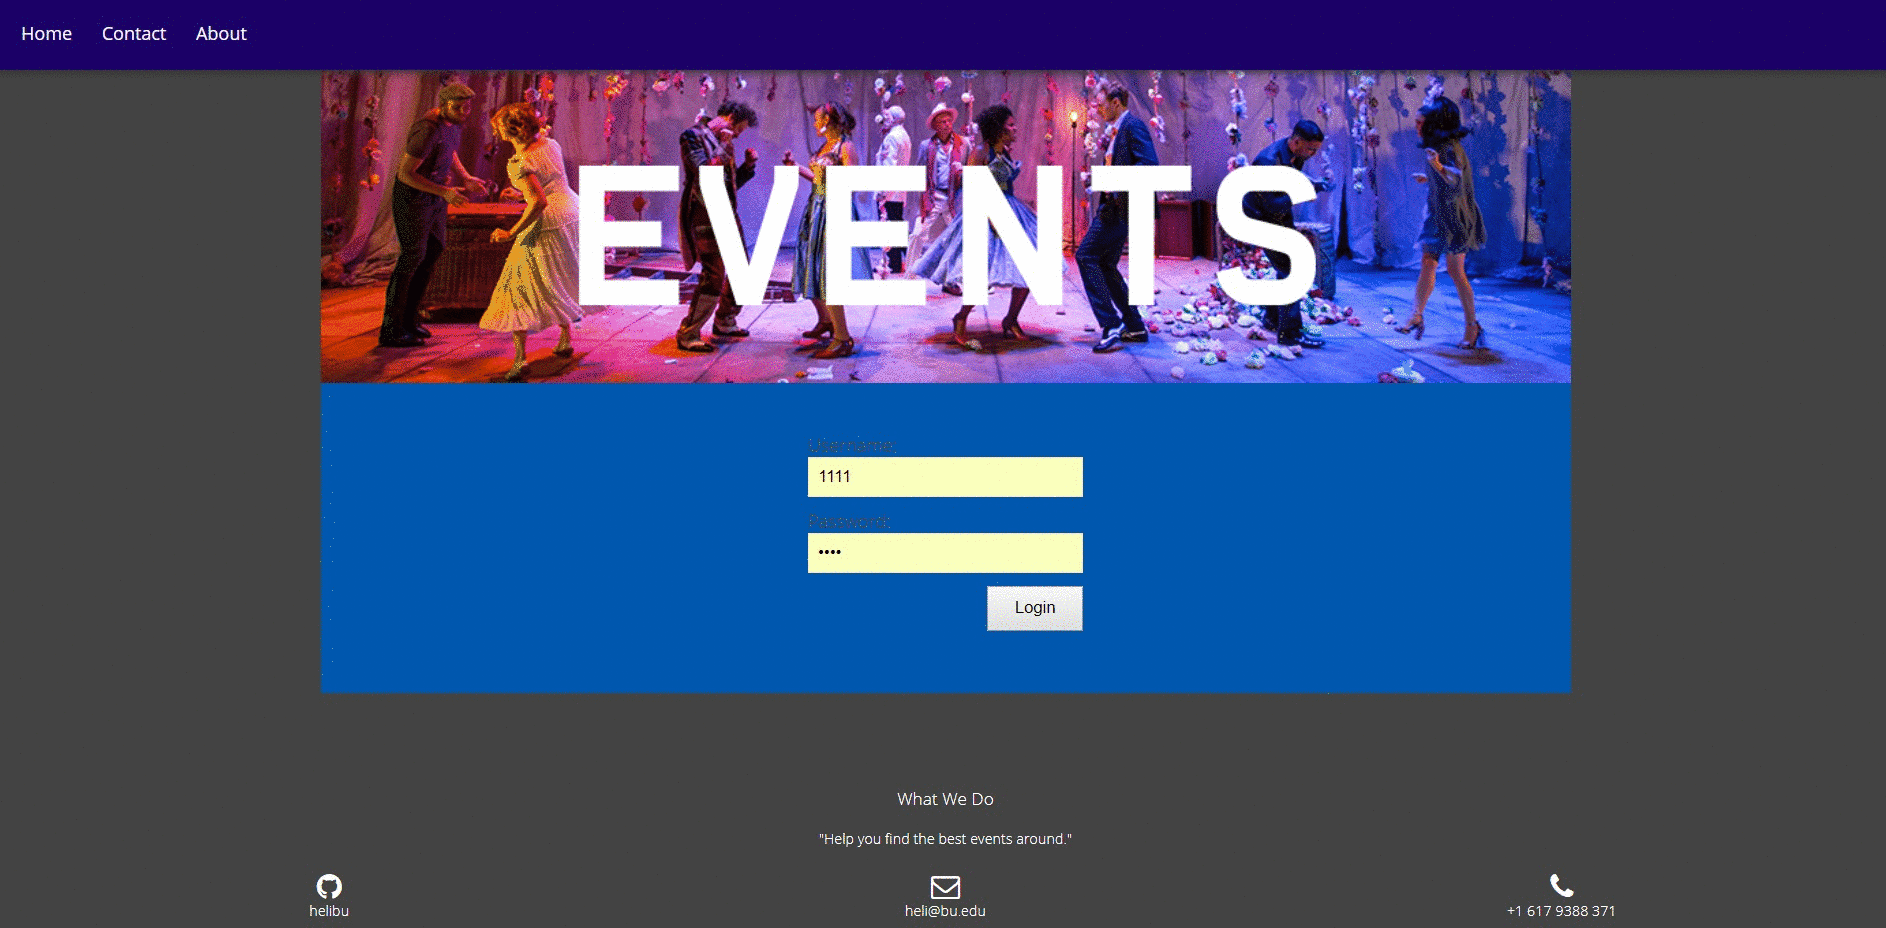 Home Contact About
EVENTS
Username:
1111
Password:
••••
Login
What We Do
"Help you find the best events around."
helibu
heli@bu.edu
+1 617 9388 371